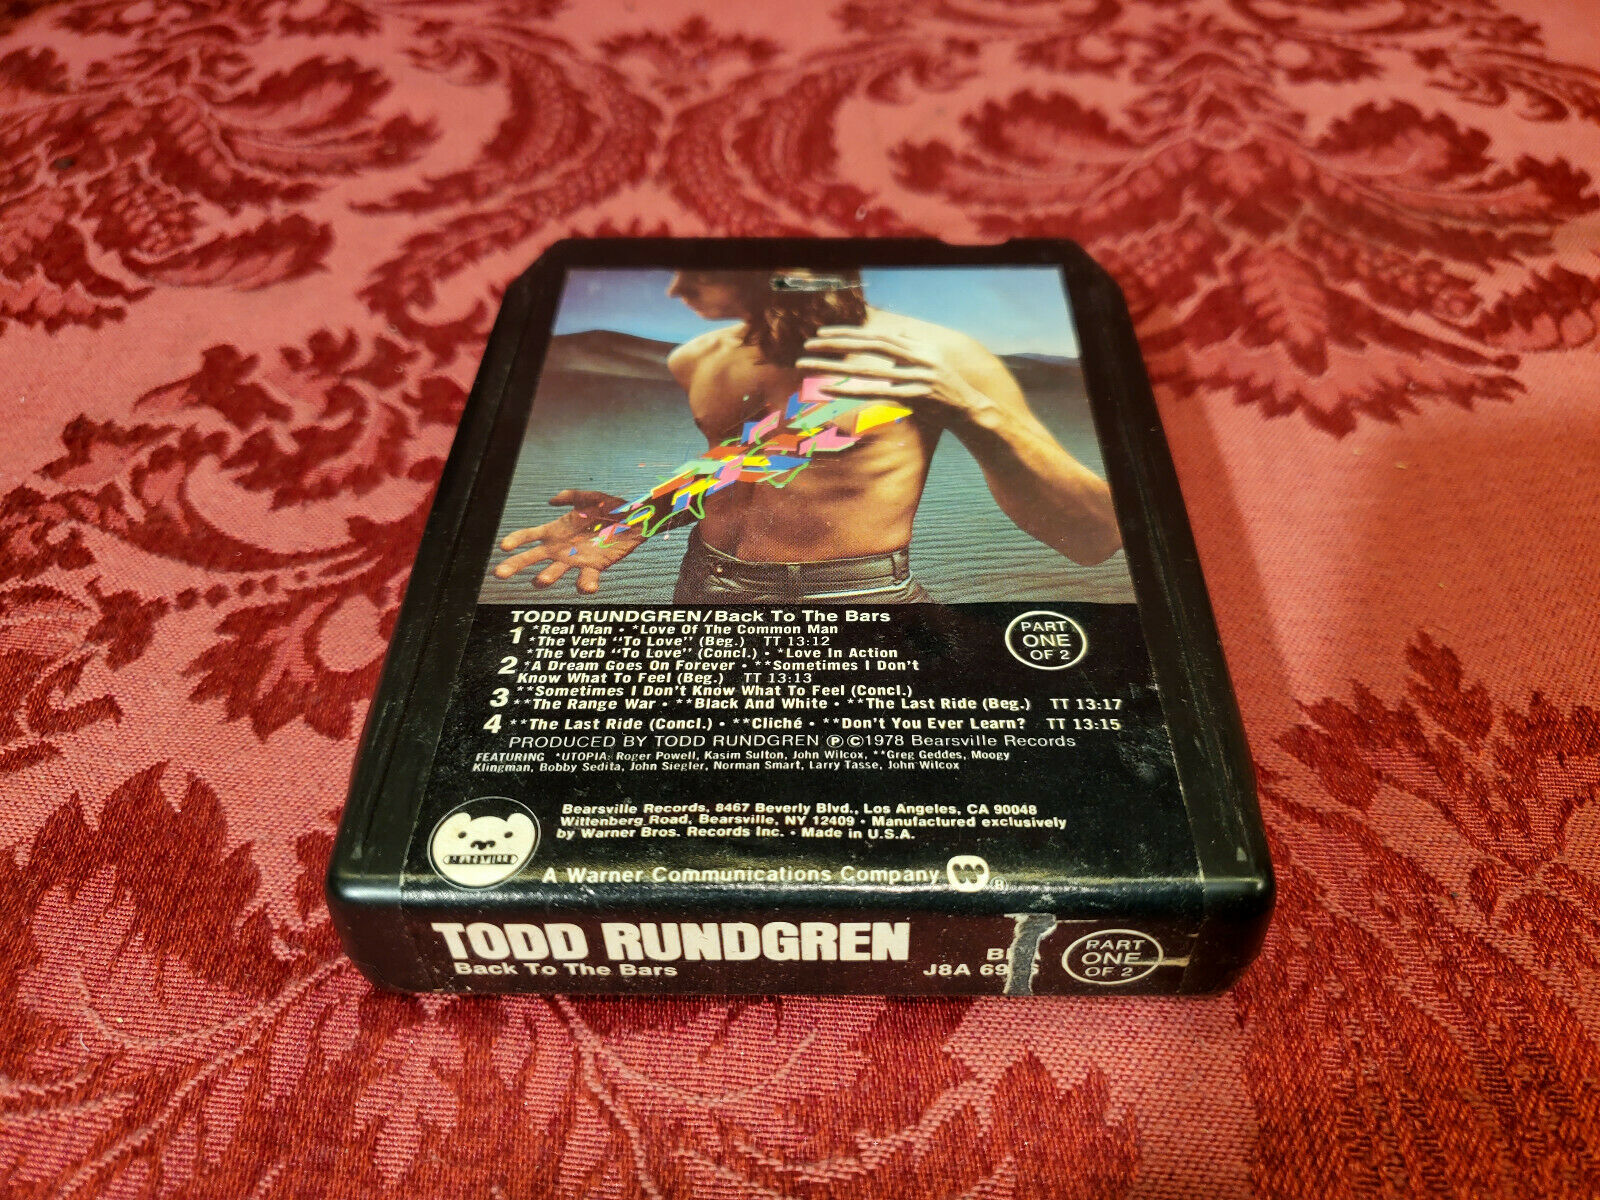 TODD RUNDGREN/Back To The Bars
PART
ONE
OF 2
1 *Real Man • *Love Of The Common Man
*The Verb "To Love" (Beg.) TT 13:12
*The Verb "To Love" (Concl.) • *Love In Action
2 *A Dream Goes On Forever • **Sometimes I Don't
Know What To Feel (Beg.) TT 13:13
**Sometimes I Don't Know What To Feel (Concl.)
3 **The Range War • **Black And White • **The Last Ride (Beg.) TT 13:17
4 **The Last Ride (Concl.) • **Cliché • **Don't You Ever Learn? TT 13:15
PRODUCED BY TODD RUNDGREN ℗©1978 Bearsville Records
FEATURING *UTOPIA: Roger Powell, Kasim Sulton, John Wilcox, **Greg Geddes, Moogy
Klingman, Bobby Sedita, John Siegler, Norman Smart, Larry Tasse, John Wilcox
Bearsville Records, 8467 Beverly Blvd., Los Angeles, CA 90048
Wittenberg Road, Bearsville, NY 12409 • Manufactured exclusively
by Warner Bros. Records Inc. • Made in U.S.A.
A Warner Communications Company ®
TODD RUNDGREN
Back To The Bars
J8A
PART
ONE
OF 2